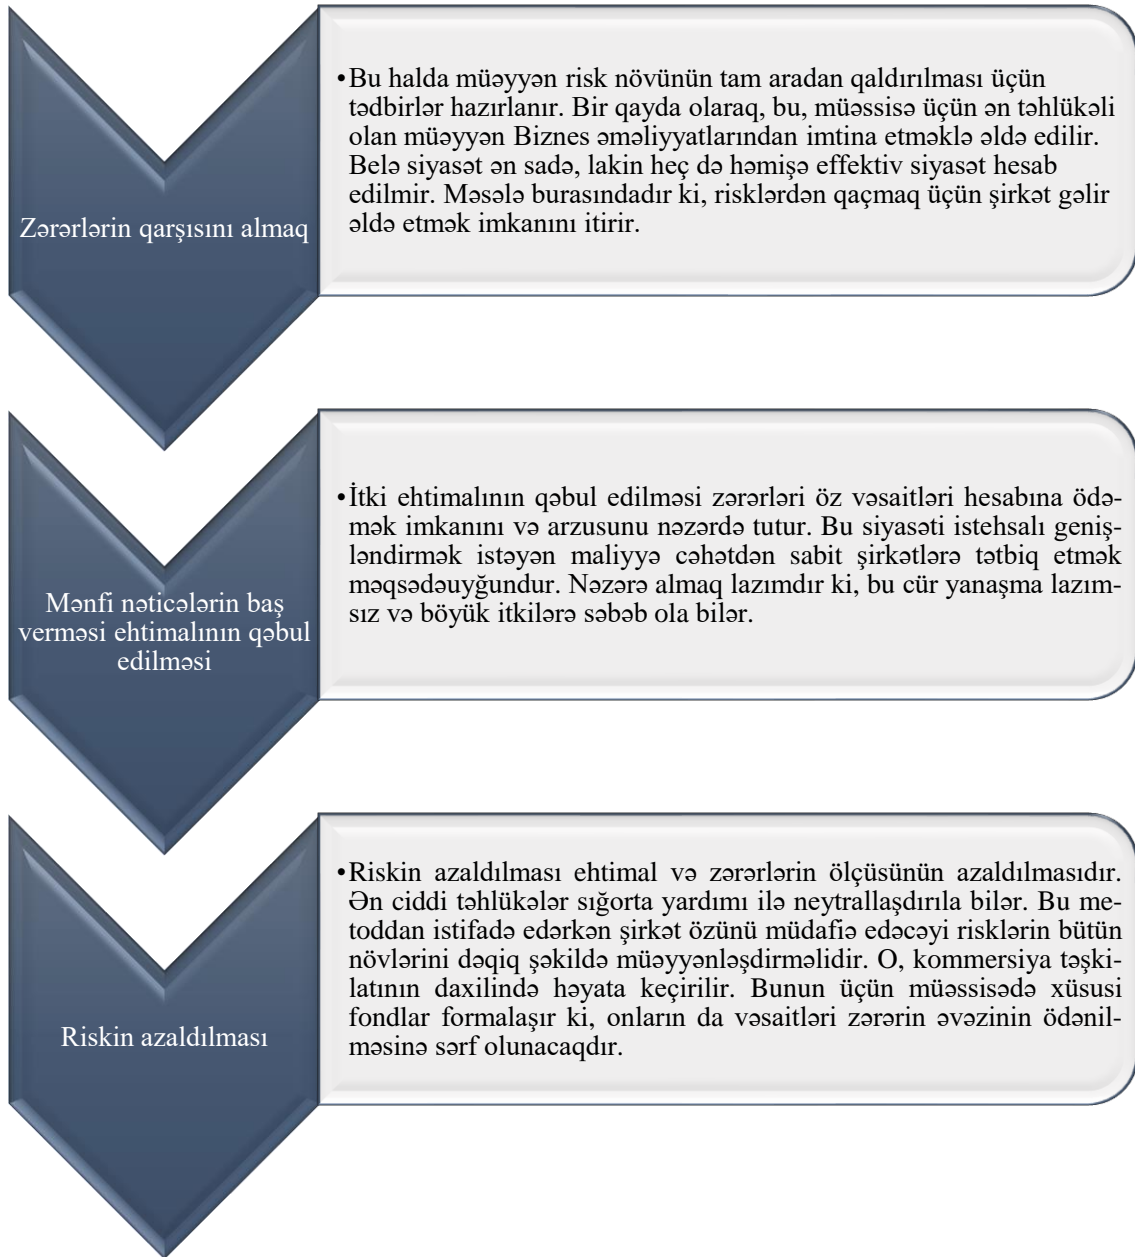 Zərərlərin qarşısını almaq
•Bu halda müəyyən risk növünün tam aradan qaldırılması üçün
tədbirlər hazırlanır. Bir qayda olaraq, bu, müəssisə üçün ən təhlükəli
olan müəyyən Biznes əməliyyatlarından imtina etməklə əldə edilir.
Belə siyasət ən sadə, lakin heç də həmişə effektiv siyasət hesab
edilmir. Məsələ burasındadır ki, risklərdən qaçmaq üçün şirkət gəlir
əldə etmək imkanını itirir.
Mənfi nəticələrin baş
verməsi ehtimalının qəbul
edilməsi
•İtki ehtimalının qəbul edilməsi zərərləri öz vəsaitləri hesabına ödə-
mək imkanını və arzusunu nəzərdə tutur. Bu siyasəti istehsalı geniş-
ləndirmək istəyən maliyyə cəhətdən sabit şirkətlərə tətbiq etmək
məqsədəuyğundur. Nəzərə almaq lazımdır ki, bu cür yanaşma lazım-
sız və böyük itkilərə səbəb ola bilər.
Riskin azaldılması
•Riskin azaldılması ehtimal və zərərlərin ölçüsünün azaldılmasıdır.
Ən ciddi təhlükələr sığorta yardımı ilə neytrallaşdırıla bilər. Bu me-
toddan istifadə edərkən şirkət özünü müdafiə edəcəyi risklərin bütün
növlərini dəqiq şəkildə müəyyənləşdirməlidir. O, kommersiya təşki-
latının daxilində həyata keçirilir. Bunun üçün müəssisədə xüsusi
fondlar formalaşır ki, onların da vəsaitləri zərərin əvəzinin ödənil-
məsinə sərf olunacaqdır.